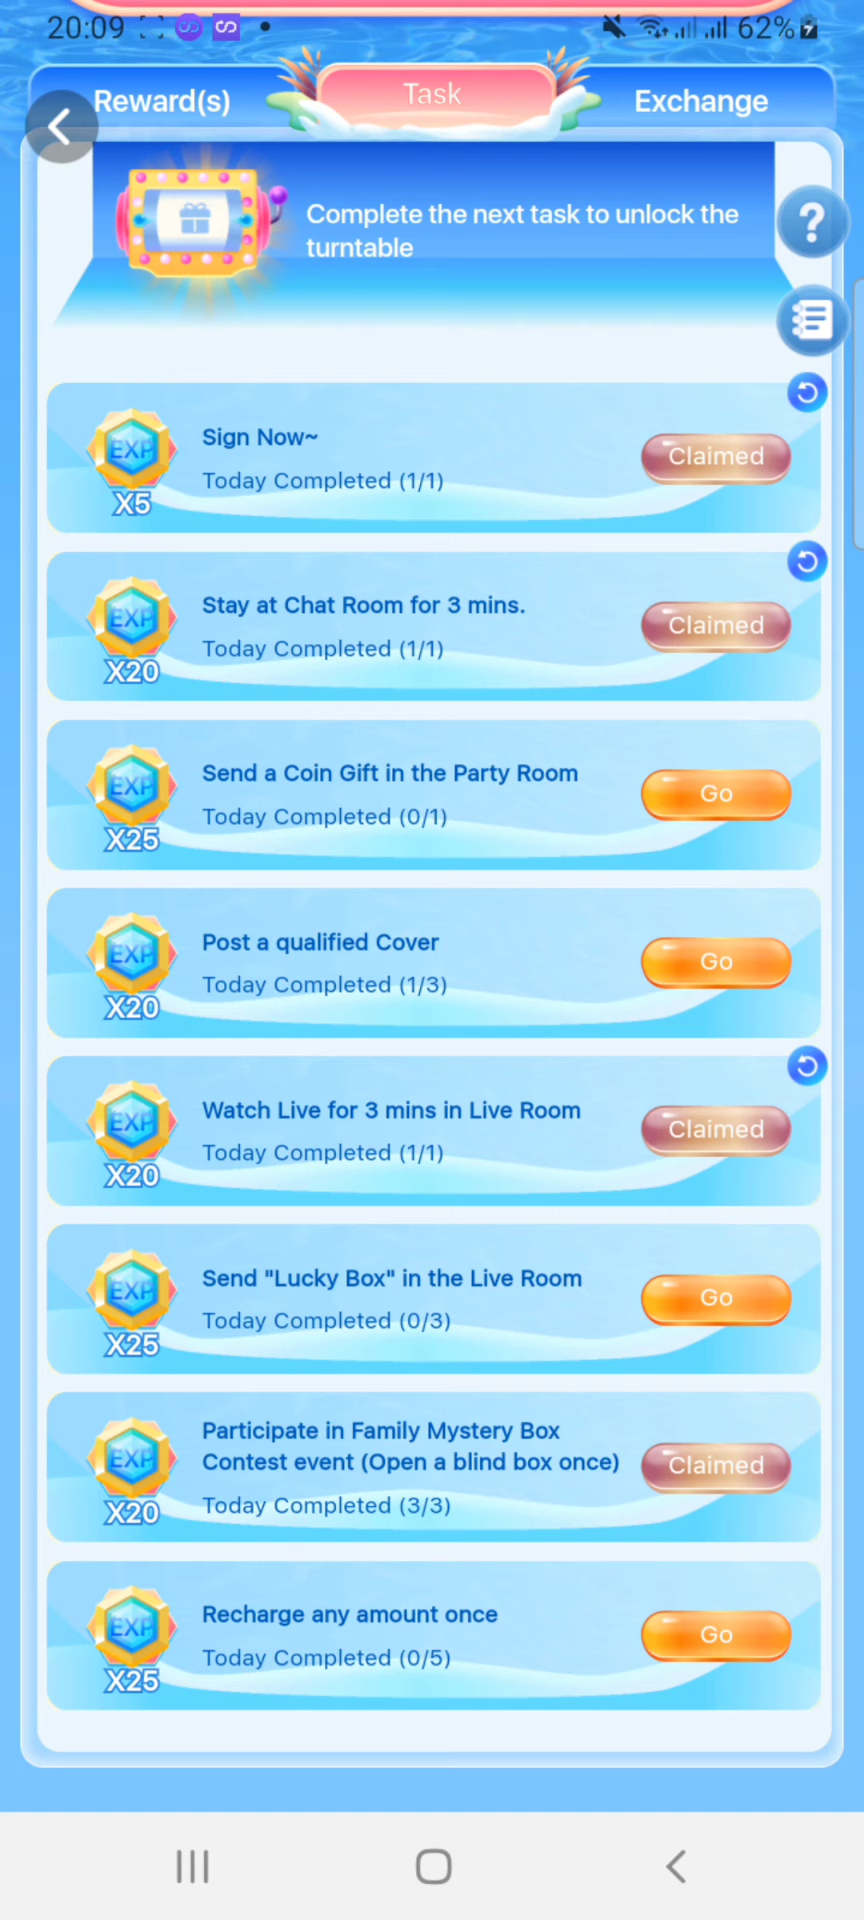 20:09
62%
Reward(s)
Task
Exchange
Complete the next task to unlock the
turntable
?
EXP
X5
Sign Now~
Today Completed (1/1)
Claimed
EXP
X20
Stay at Chat Room for 3 mins.
Today Completed (1/1)
Claimed
EXP
X25
Send a Coin Gift in the Party Room
Today Completed (0/1)
Go
EXP
X20
Post a qualified Cover
Today Completed (1/3)
Go
EXP
X20
Watch Live for 3 mins in Live Room
Today Completed (1/1)
Claimed
EXP
X25
Send "Lucky Box" in the Live Room
Today Completed (0/3)
Go
EXP
X20
Participate in Family Mystery Box
Contest event (Open a blind box once)
Today Completed (3/3)
Claimed
EXP
X25
Recharge any amount once
Today Completed (0/5)
Go